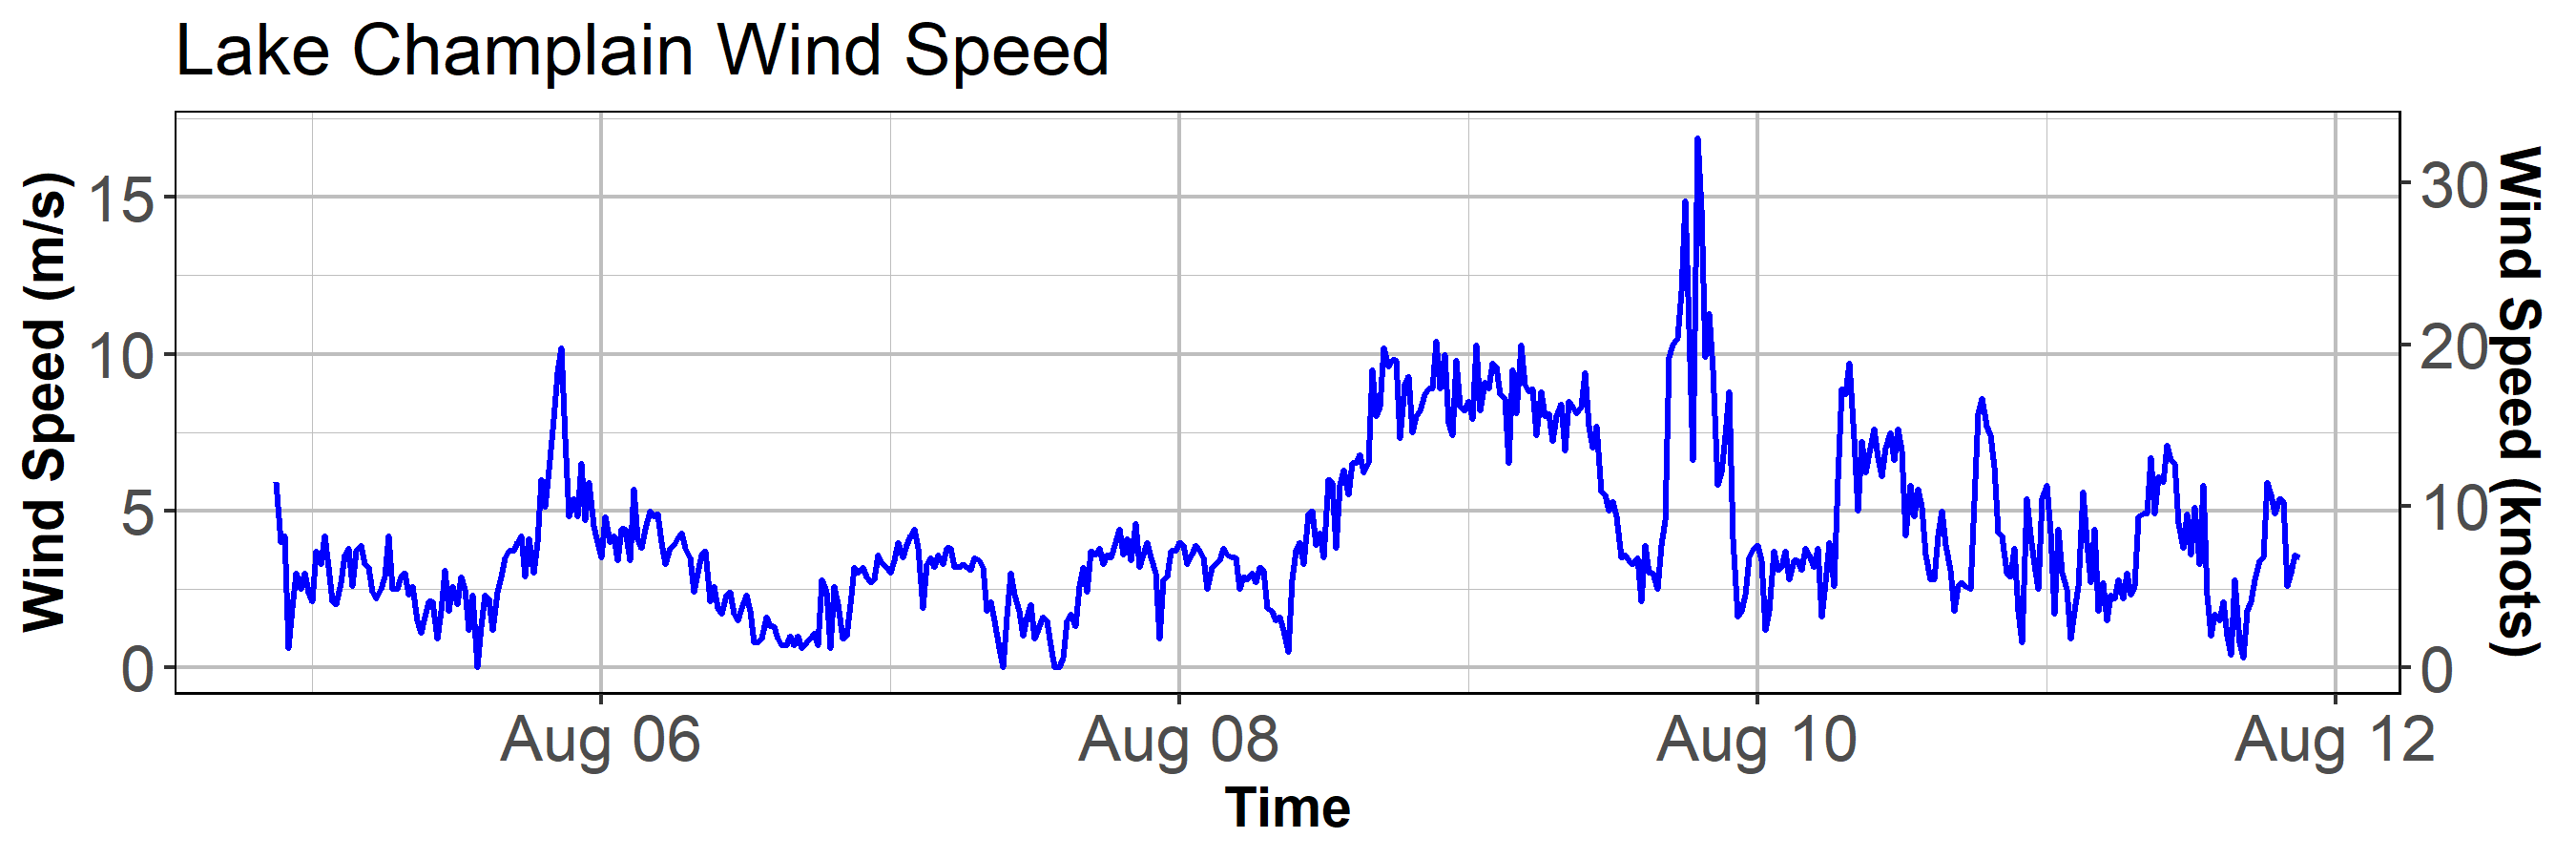 Lake Champlain Wind Speed
Wind Speed (m/s)
15
10
5
0
30
20
10
0
Wind Speed (knots)
Aug 06
Aug 08
Aug 10
Aug 12
Time